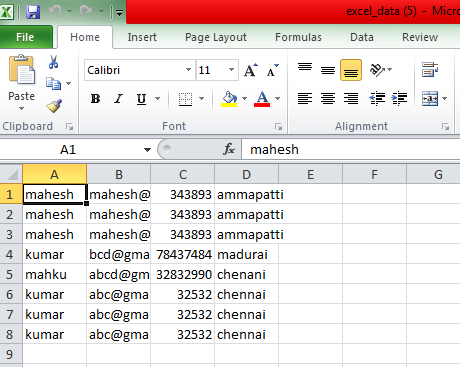 excel_data (5) - Micr
File Home Insert Page Layout Formulas Data Review
Paste Calibri 11
B I U A
Clipboard Font Alignment
A1 fx mahesh
A B C D E F G
1 mahesh mahesh@ 343893 ammapatti
2 mahesh mahesh@ 343893 ammapatti
3 mahesh mahesh@ 343893 ammapatti
4 kumar bcd@gma 78437484 madurai
5 mahku abcd@gm 32832990 chenani
6 kumar abc@gma 32532 chennai
7 kumar abc@gma 32532 chennai
8 kumar abc@gma 32532 chennai
9